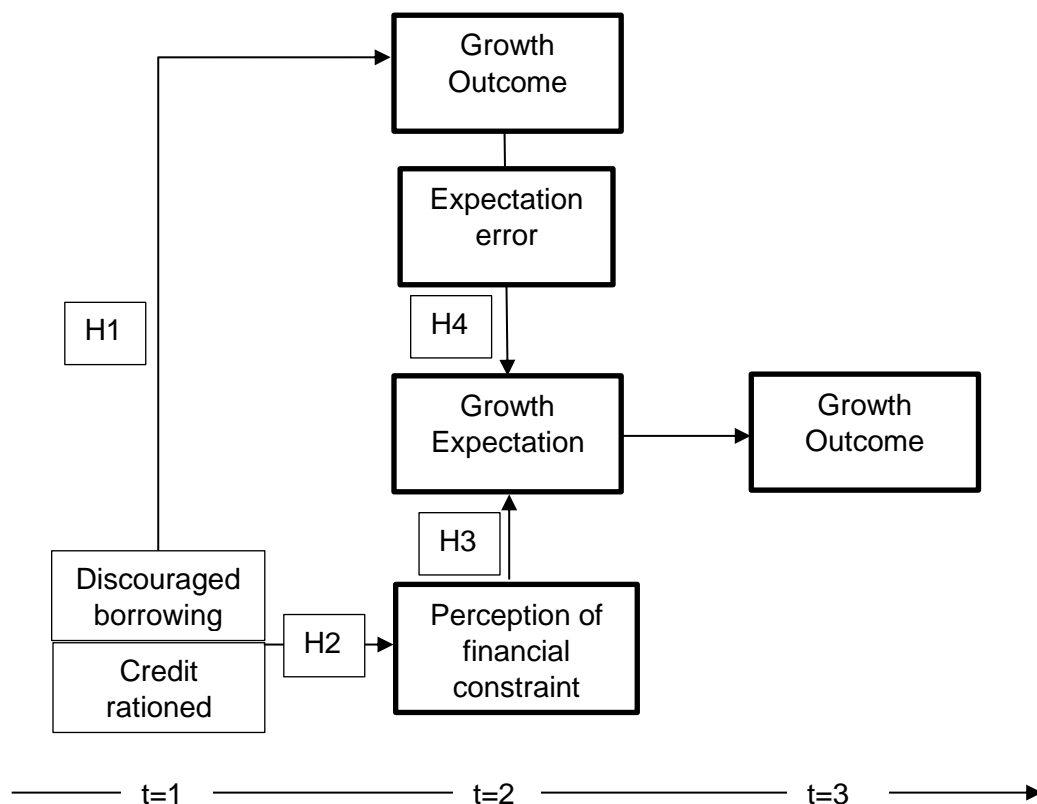 Growth
Outcome
Expectation
error
H1
H4
Growth
Expectation
Growth
Outcome
H3
Discouraged
borrowing
Credit
rationed
H2
Perception of
financial
constraint
t=1
t=2
t=3